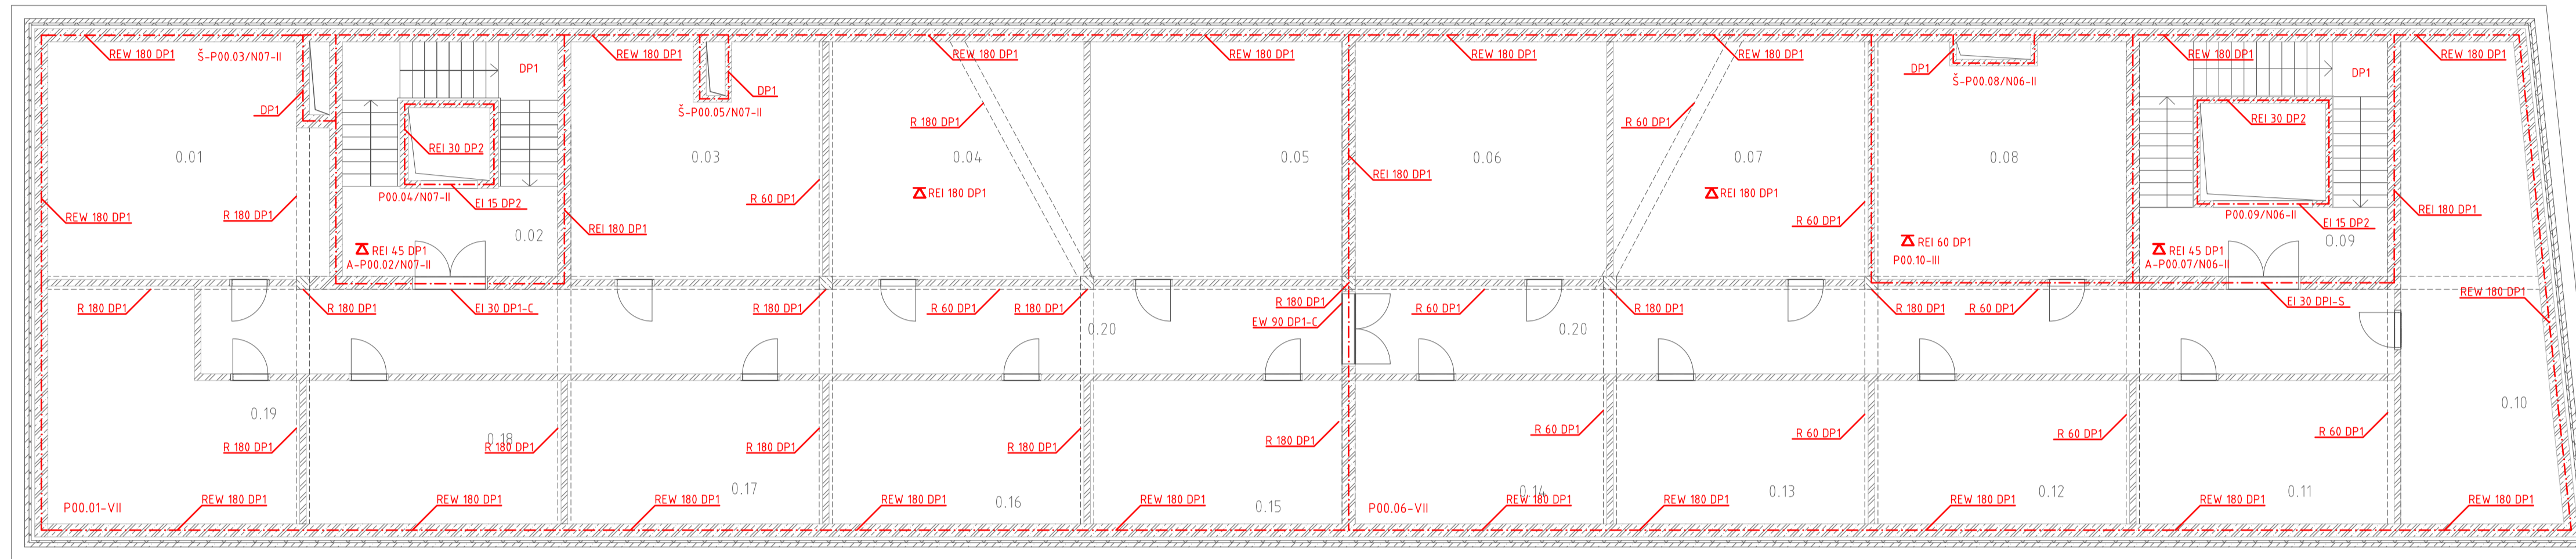 REW 180 DP1
Š-P00.03/N07-II
DP1
REW 180 DP1
REW 180 DP1
REW 180 DP1
REW 180 DP1
REW 180 DP1
DP1
REW 180 DP1
DP1
REW 180 DP1
DP1
DP1
Š-P00.05/N07-II
Š-P00.08/N06-II
R 180 DP1
R 60 DP1
REI 30 DP2
REI 30 DP2
0.01
0.03
0.04
0.05
0.06
0.07
0.08
REI 180 DP1
P00.04/N07-II
EI 15 DP2
R 60 DP1
REI 180 DP1
REI 180 DP1
REW 180 DP1
R 180 DP1
REI 180 DP1
R 60 DP1
P00.09/N06-II
EI 15 DP2
REI 180 DP1
0.02
0.09
REI 45 DP1
A-P00.02/N07-II
REI 60 DP1
P00.10-III
REI 45 DP1
A-P00.07/N06-II
R 180 DP1
R 180 DP1
EI 30 DP1-C
R 180 DP1
R 60 DP1
R 180 DP1
R 180 DP1
EW 90 DP1-C
R 60 DP1
R 180 DP1
R 180 DP1
R 60 DP1
EI 30 DPI-S
REW 180 DP1
0.20
0.20
0.19
0.18
0.10
R 180 DP1
R 180 DP1
R 180 DP1
R 180 DP1
R 180 DP1
R 60 DP1
R 60 DP1
R 60 DP1
R 60 DP1
0.17
0.16
0.15
0.14
0.13
0.12
0.11
P00.01-VII
REW 180 DP1
REW 180 DP1
REW 180 DP1
REW 180 DP1
REW 180 DP1
P00.06-VII
REW 180 DP1
REW 180 DP1
REW 180 DP1
REW 180 DP1
REW 180 DP1